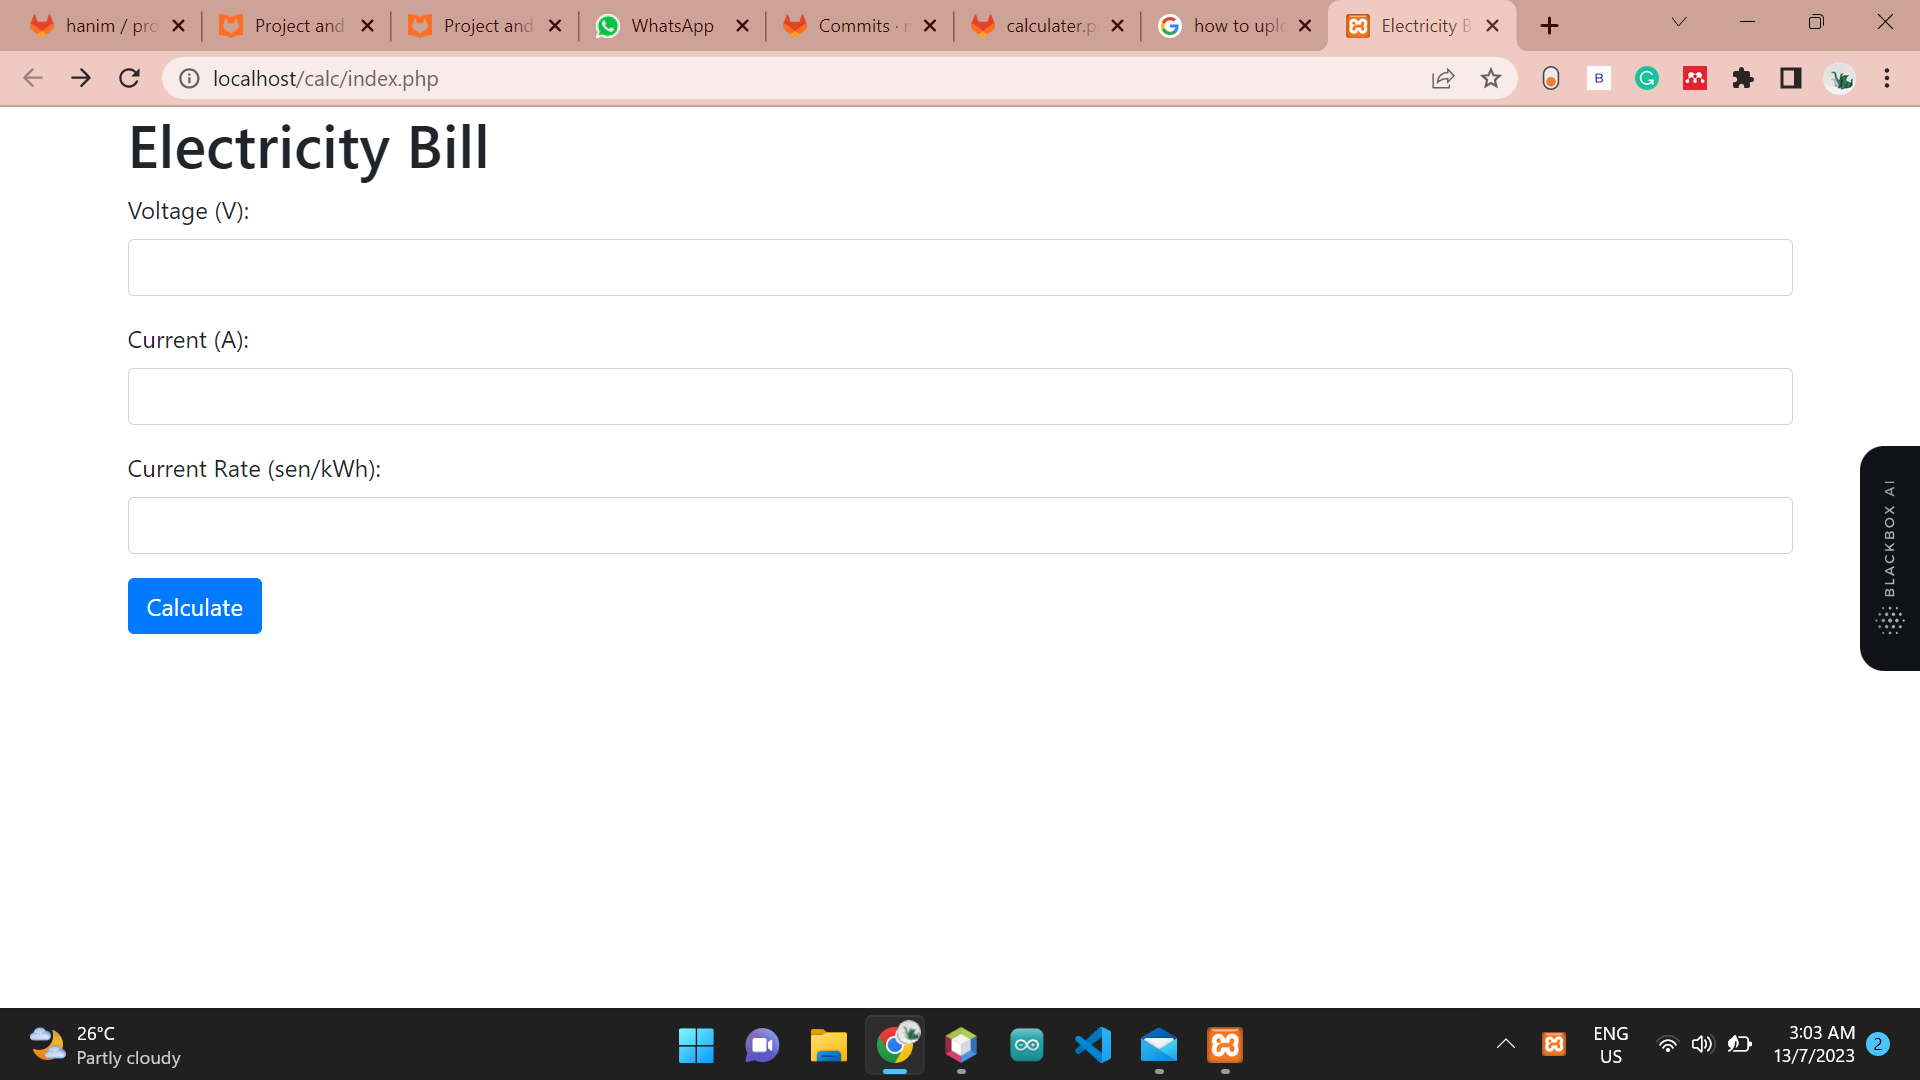 hanim / pro
Project and
Project and
WhatsApp
Commits ·
calculater.p
how to uplo
Electricity B
localhost/calc/index.php
B
Electricity Bill
Voltage (V):
Current (A):
Current Rate (sen/kWh):
Calculate
BLACKBOX AI
26°C
Partly cloudy
ENG
US
3:03 AM
13/7/2023
2